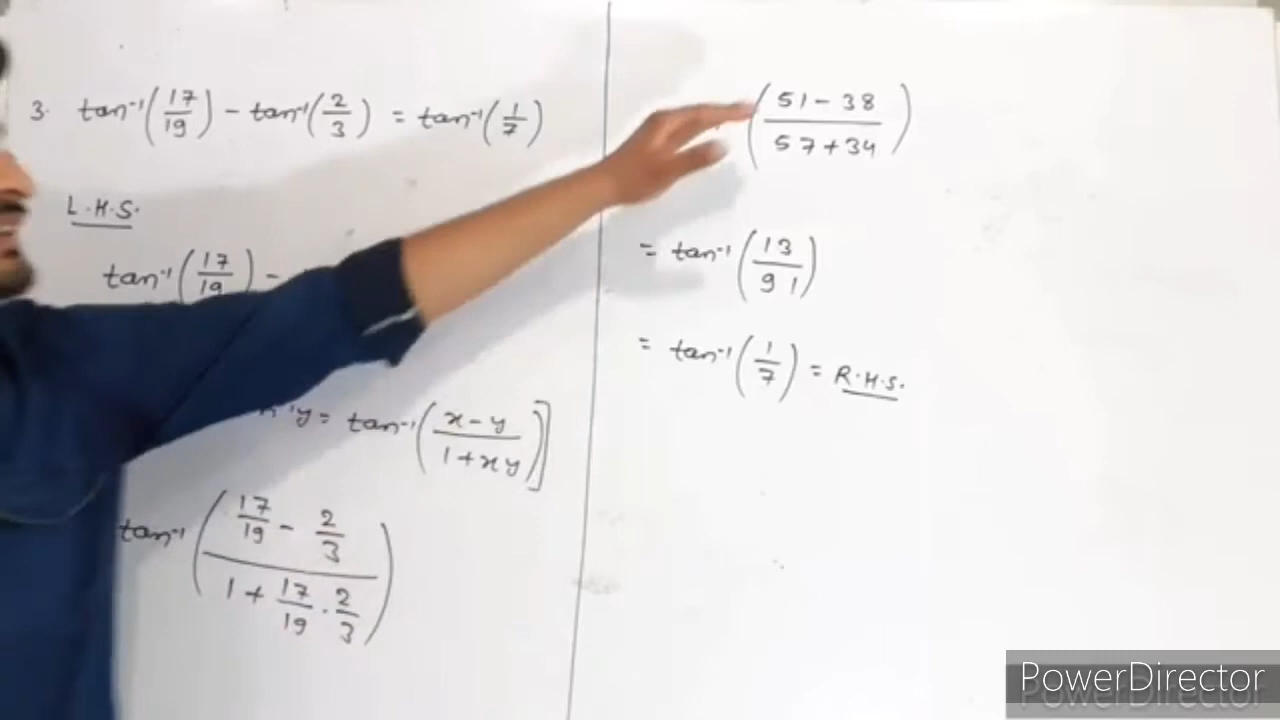 3. tan⁻¹(17/19) - tan⁻¹(2/3) = tan⁻¹(1/7)
L.H.S.
tan⁻¹(17/19) -
y = tan⁻¹(x-y/1+xy)]
tan⁻¹(17/19 - 2/3 / 1 + 17/19 . 2/3)
(51-38/57+34)
= tan⁻¹(13/91)
= tan⁻¹(1/7) = R.H.S.
PowerDirector